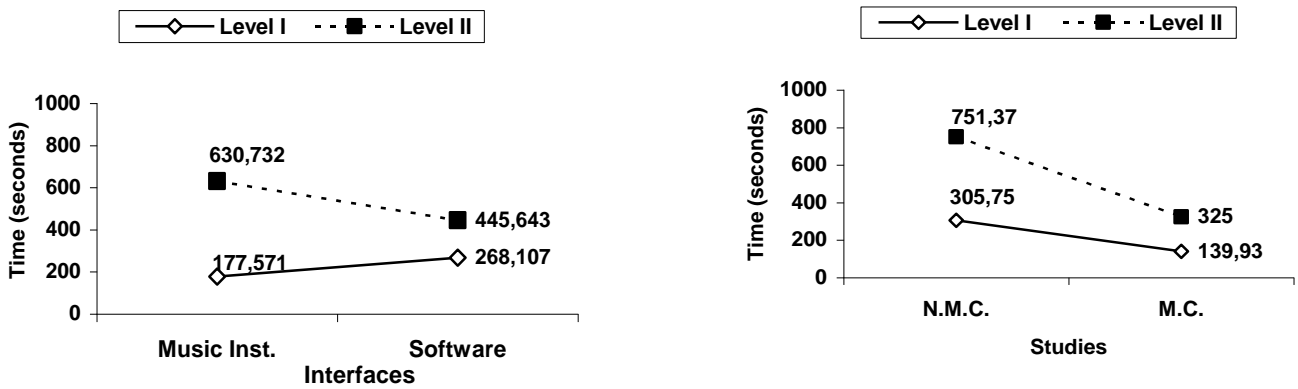 Level I Level II
Time (seconds)
1000
800
600
400
200
0
630,732
445,643
177,571
268,107
Music Inst. Software
Interfaces
Level I Level II
Time (seconds)
1000
800
600
400
200
0
751,37
305,75
325
139,93
N.M.C. M.C.
Studies